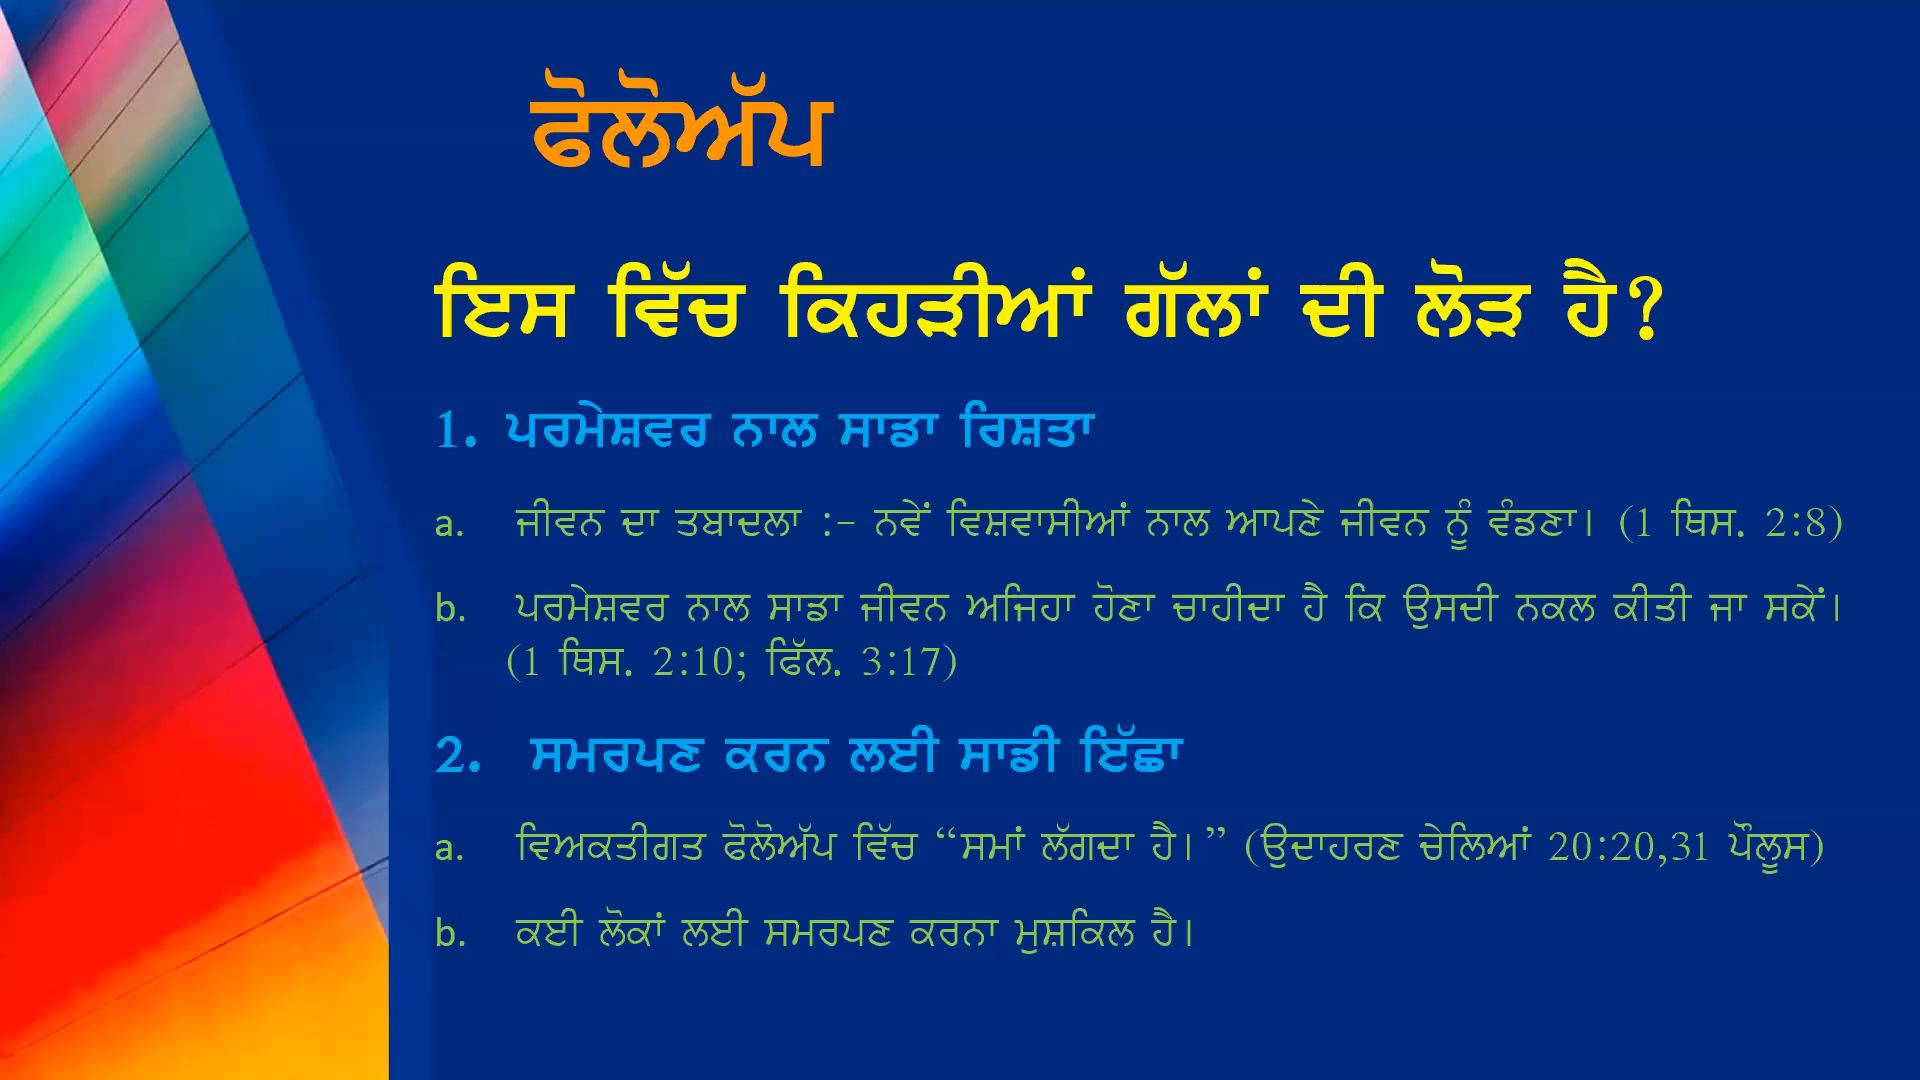 ਫੋਲੋਅੱਪ
ਇਸ ਵਿੱਚ ਕਿਹੜੀਆਂ ਗੱਲਾਂ ਦੀ ਲੋੜ ਹੈ?
1. ਪਰਮੇਸ਼ਵਰ ਨਾਲ ਸਾਡਾ ਰਿਸ਼ਤਾ
a. ਜੀਵਨ ਦਾ ਤਬਾਦਲਾ :- ਨਵੇਂ ਵਿਸ਼ਵਾਸੀਆਂ ਨਾਲ ਆਪਣੇ ਜੀਵਨ ਨੂੰ ਵੰਡਣਾ। (1 ਥਿਸ. 2:8)
b. ਪਰਮੇਸ਼ਵਰ ਨਾਲ ਸਾਡਾ ਜੀਵਨ ਅਜਿਹਾ ਹੋਣਾ ਚਾਹੀਦਾ ਹੈ ਕਿ ਉਸਦੀ ਨਕਲ ਕੀਤੀ ਜਾ ਸਕੇਂ।
(1 ਥਿਸ. 2:10; ਫਿੱਲ. 3:17)
2. ਸਮਰਪਣ ਕਰਨ ਲਈ ਸਾਡੀ ਇੱਛਾ
a. ਵਿਅਕਤੀਗਤ ਫੋਲੋਅੱਪ ਵਿੱਚ “ਸਮਾਂ ਲੱਗਦਾ ਹੈ।” (ਉਦਾਹਰਣ ਚੇਲਿਆਂ 20:20,31 ਪੌਲੂਸ)
b. ਕਈ ਲੋਕਾਂ ਲਈ ਸਮਰਪਣ ਕਰਨਾ ਮੁਸ਼ਕਿਲ ਹੈ।